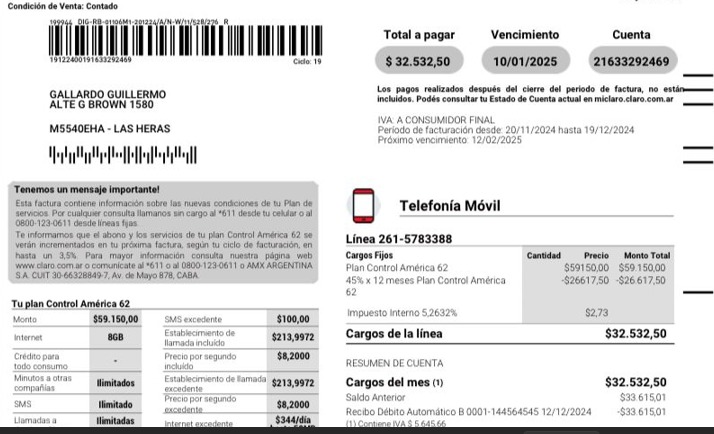 Condición de Venta: Contado
199944 DIG-RB-01106M1-201224/A/N-W/11/528/276 R
19122400191633292469
Ciclo: 19
Total a pagar
Vencimiento
Cuenta
$ 32.532,50
10/01/2025
21633292469
GALLARDO GUILLERMO
ALTE G BROWN 1580
M5540EHA - LAS HERAS
Los pagos realizados después del cierre del periodo de factura, no están
incluidos. Podés consultar tu Estado de Cuenta actual en miclaro.com.ar
IVA: A CONSUMIDOR FINAL
Período de facturación desde: 20/11/2024 hasta 19/12/2024
Próximo vencimiento: 12/02/2025
Tenemos un mensaje importante!
Esta factura contiene información sobre las nuevas condiciones de tu Plan de
servicios. Por cualquier consulta llamanos sin cargo al *611 desde tu celular o al
0800-123-0611 desde líneas fijas.
Te informamos que el abono y los servicios de tu plan Control América 62 se
verán incrementados en tu próxima factura, según tu ciclo de facturación, en
hasta un 3,5%. Para mayor información consulta nuestra página web
www.claro.com.ar o comunicate al *611 o al 0800-123-0611 o AMX ARGENTINA
S.A. CUIT 30-66328849-7, Av. de Mayo 878, CABA.
Tu plan Control América 62
Monto $59.150,00
Internet 8GB
Crédito para
todo consumo -
Minutos a otras
compañías Ilimitados
SMS Ilimitado
Llamadas a Ilimitadas
SMS excedente $100,00
Establecimiento de
llamada incluído $213,9972
Precio por segundo
incluído $8,2000
Establecimiento de llamada
excedente $213,9972
Precio por segundo
excedente $8,2000
Internet excedente $344/día
Telefonía Móvil
Línea 261-5783388
Cargos Fijos Cantidad Precio Monto Total
Plan Control América 62 $59150,00 $59.150,00
45% x 12 meses Plan Control América -$26617,50 -$26.617,50
62
Impuesto Interno 5,2632% $2,73
Cargos de la línea $32.532,50
RESUMEN DE CUENTA
Cargos del mes (1) $32.532,50
Saldo Anterior $33.615,01
Recibo Débito Automático B 0001-144564545 12/12/2024 -$33.615,01
(1) Contiene IVA $ 5.645,66